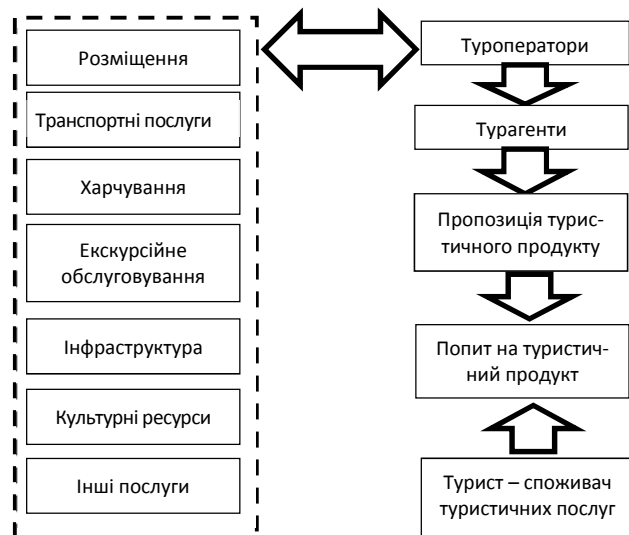 Розміщення
Транспортні послуги
Харчування
Екскурсійне
обслуговування
Інфраструктура
Культурні ресурси
Інші послуги
Туроператори
Турагенти
Пропозиція турис-
тичного продукту
Попит на туристич-
ний продукт
Турист – споживач
туристичних послуг